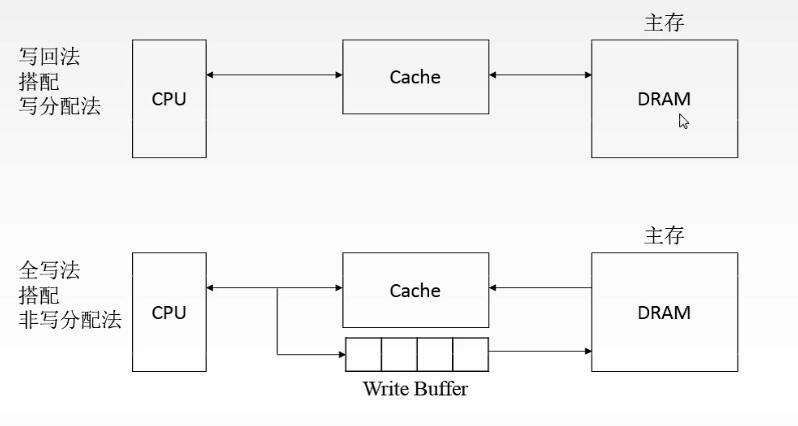 主存
写回法
搭配
写分配法
CPU
Cache
DRAM
主存
全写法
搭配
非写分配法
CPU
Cache
DRAM
Write Buffer